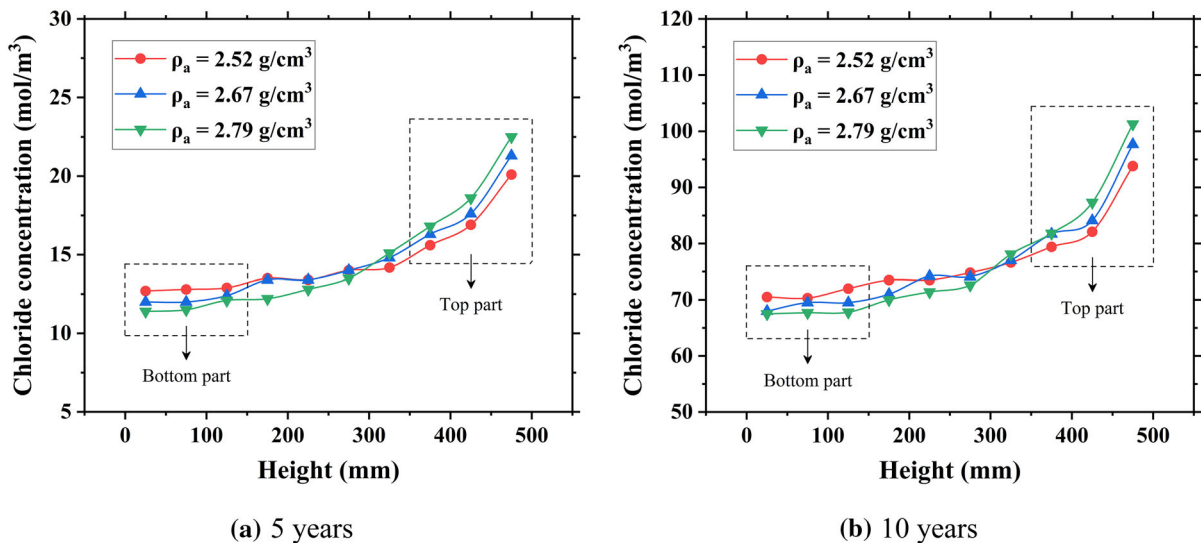 30
25
20
15
10
5
Chloride concentration (mol/m³)
ρₐ = 2.52 g/cm³
ρₐ = 2.67 g/cm³
ρₐ = 2.79 g/cm³
Top part
Bottom part
0 100 200 300 400 500
Height (mm)
(a) 5 years
120
110
100
90
80
70
60
50
Chloride concentration (mol/m³)
ρₐ = 2.52 g/cm³
ρₐ = 2.67 g/cm³
ρₐ = 2.79 g/cm³
Top part
Bottom part
0 100 200 300 400 500
Height (mm)
(b) 10 years